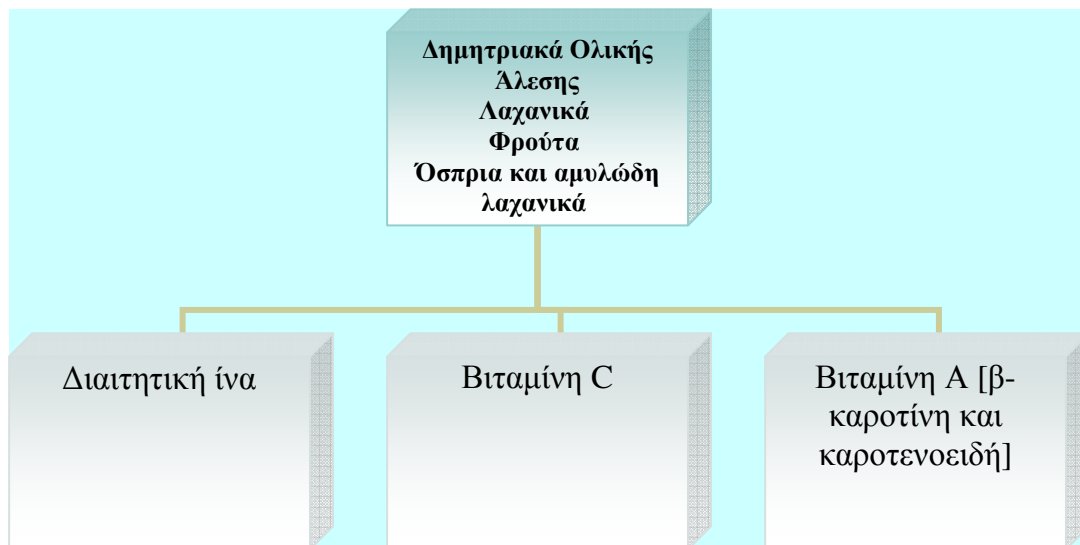 Δημητριακά Ολικής
Άλεσης
Λαχανικά
Φρούτα
Όσπρια και αμυλώδη
λαχανικά
Διαιτητική ίνα
Βιταμίνη C
Βιταμίνη Α [β-
καροτίνη και
καροτενοειδή]